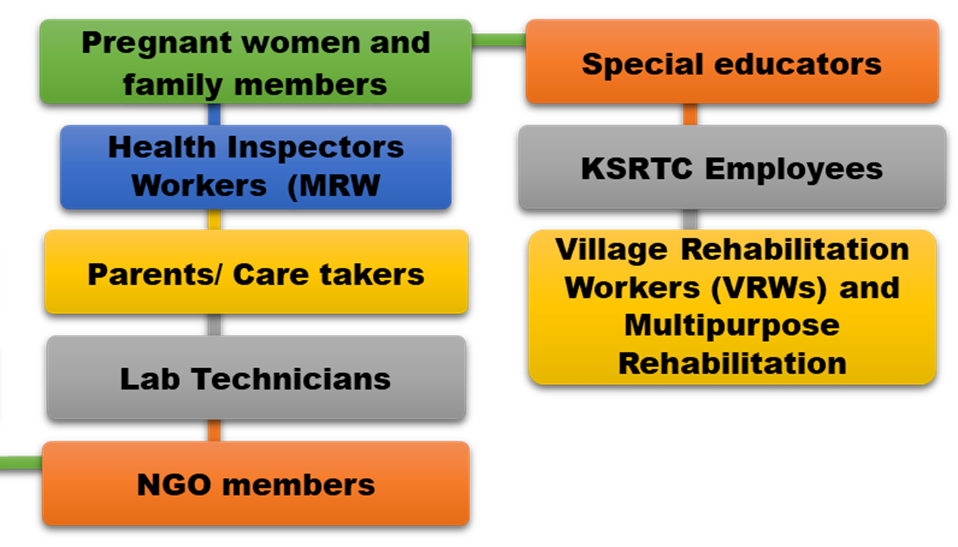 Pregnant women and
family members
Health Inspectors
Workers  (MRW
Parents/ Care takers
Lab Technicians
NGO members
Special educators
KSRTC Employees
Village Rehabilitation
Workers (VRWs) and
Multipurpose
Rehabilitation